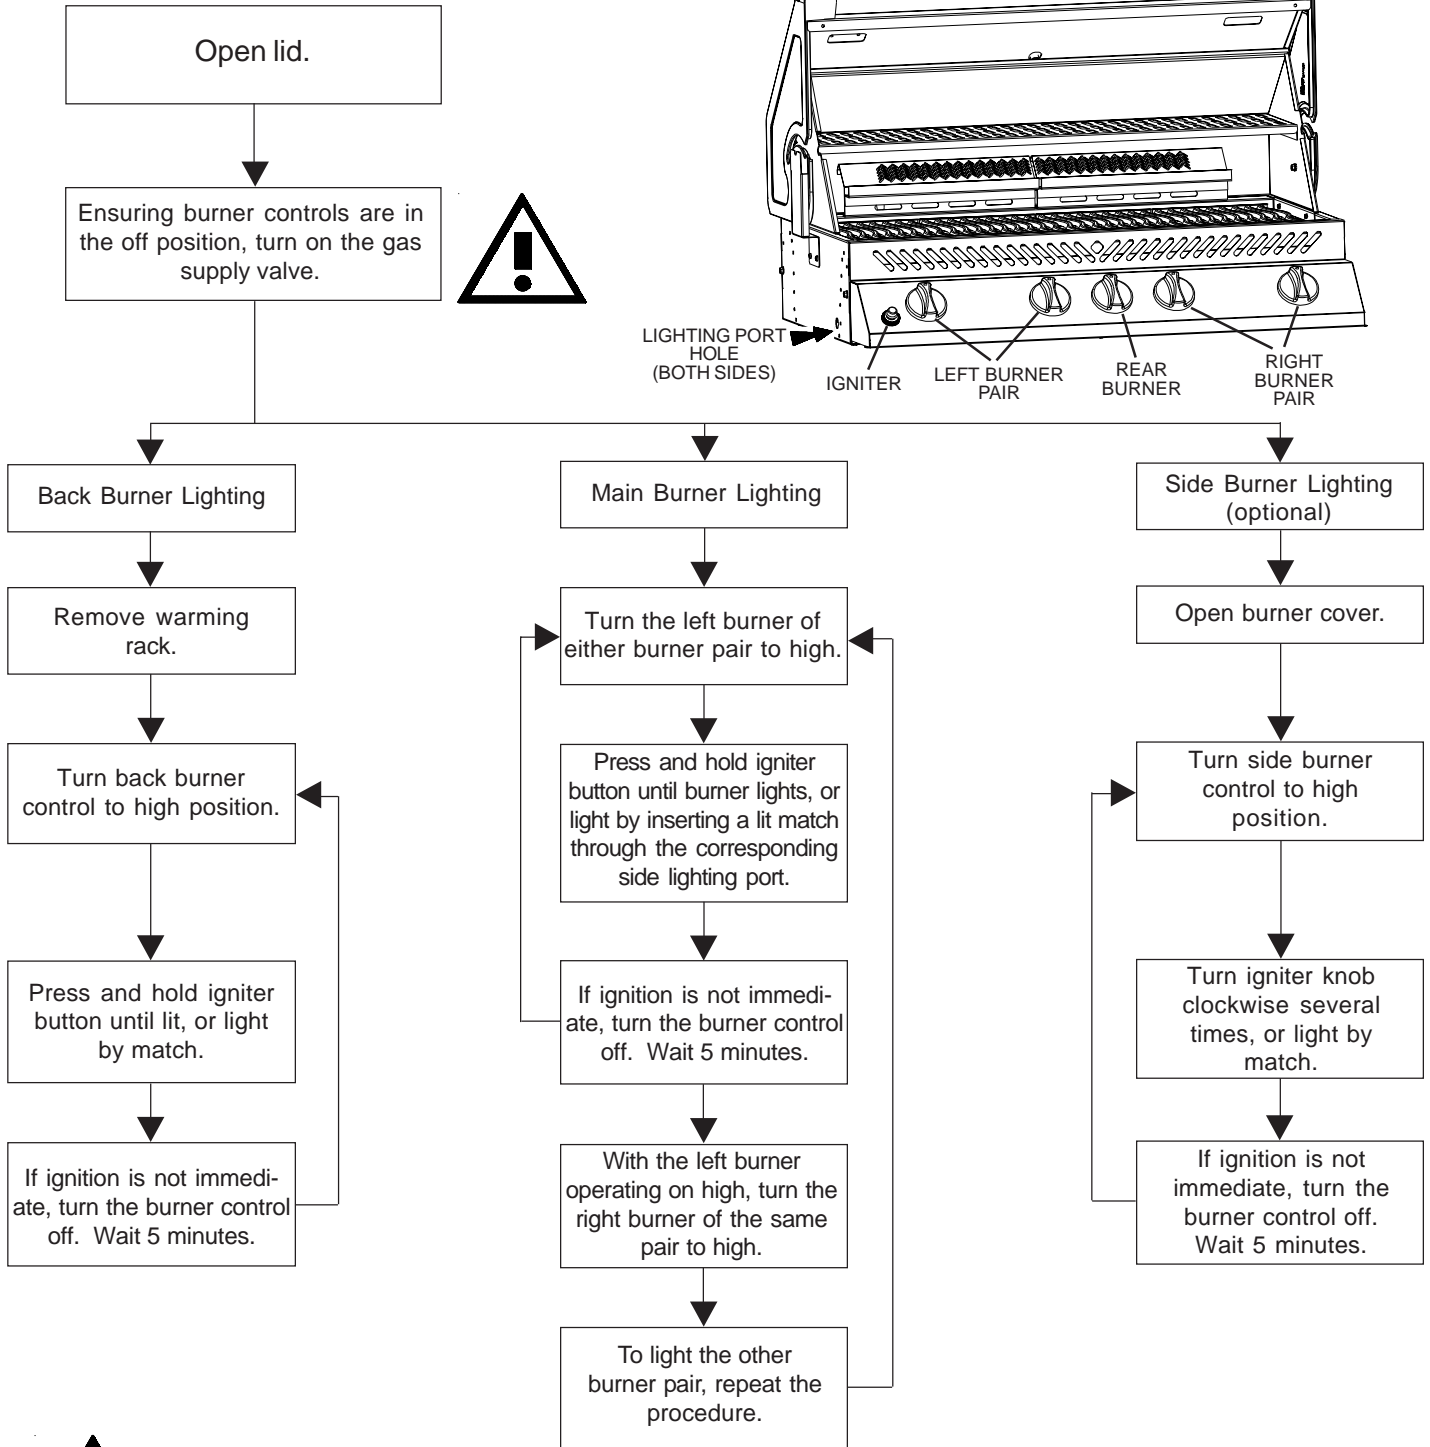 Open lid.
Ensuring burner controls are in
the off position, turn on the gas
supply valve.
LIGHTING PORT
HOLE
(BOTH SIDES)
IGNITER
LEFT BURNER
PAIR
REAR
BURNER
RIGHT
BURNER
PAIR
Back Burner Lighting
Remove warming
rack.
Turn back burner
control to high position.
Press and hold igniter
button until lit, or light
by match.
If ignition is not immedi-
ate, turn the burner control
off. Wait 5 minutes.
Main Burner Lighting
Turn the left burner of
either burner pair to high.
Press and hold igniter
button until burner lights, or
light by inserting a lit match
through the corresponding
side lighting port.
If ignition is not immedi-
ate, turn the burner control
off. Wait 5 minutes.
With the left burner
operating on high, turn the
right burner of the same
pair to high.
To light the other
burner pair, repeat the
procedure.
Side Burner Lighting
(optional)
Open burner cover.
Turn side burner
control to high
position.
Turn igniter knob
clockwise several
times, or light by
match.
If ignition is not
immediate, turn the
burner control off.
Wait 5 minutes.